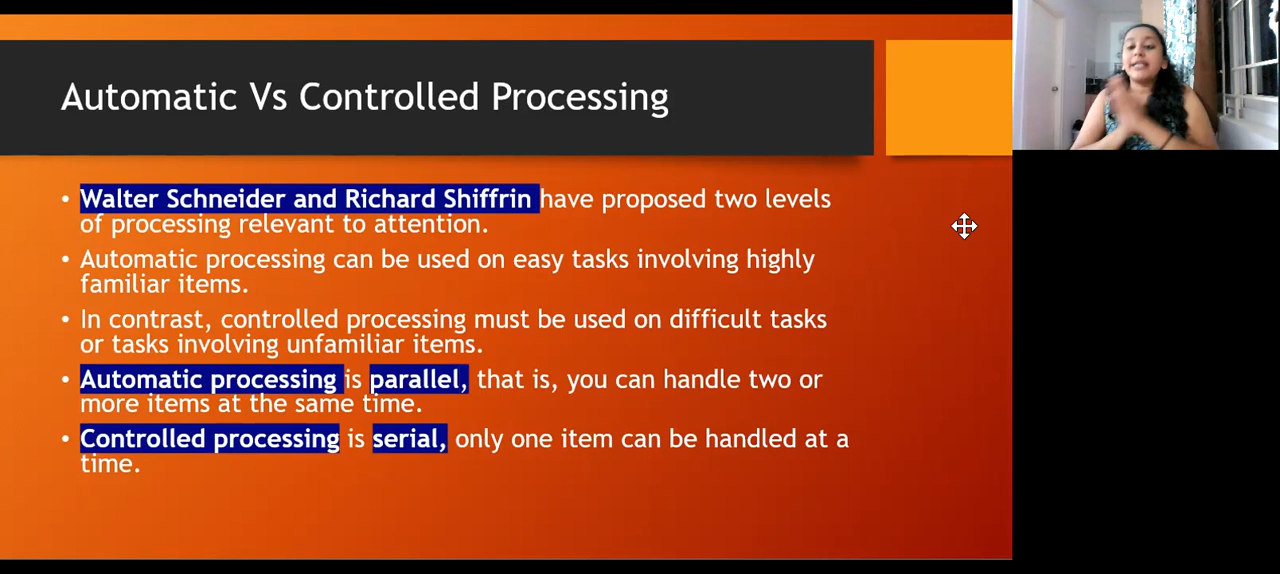 Automatic Vs Controlled Processing
• Walter Schneider and Richard Shiffrin have proposed two levels
of processing relevant to attention.
• Automatic processing can be used on easy tasks involving highly
familiar items.
• In contrast, controlled processing must be used on difficult tasks
or tasks involving unfamiliar items.
• Automatic processing is parallel, that is, you can handle two or
more items at the same time.
• Controlled processing is serial, only one item can be handled at a
time.